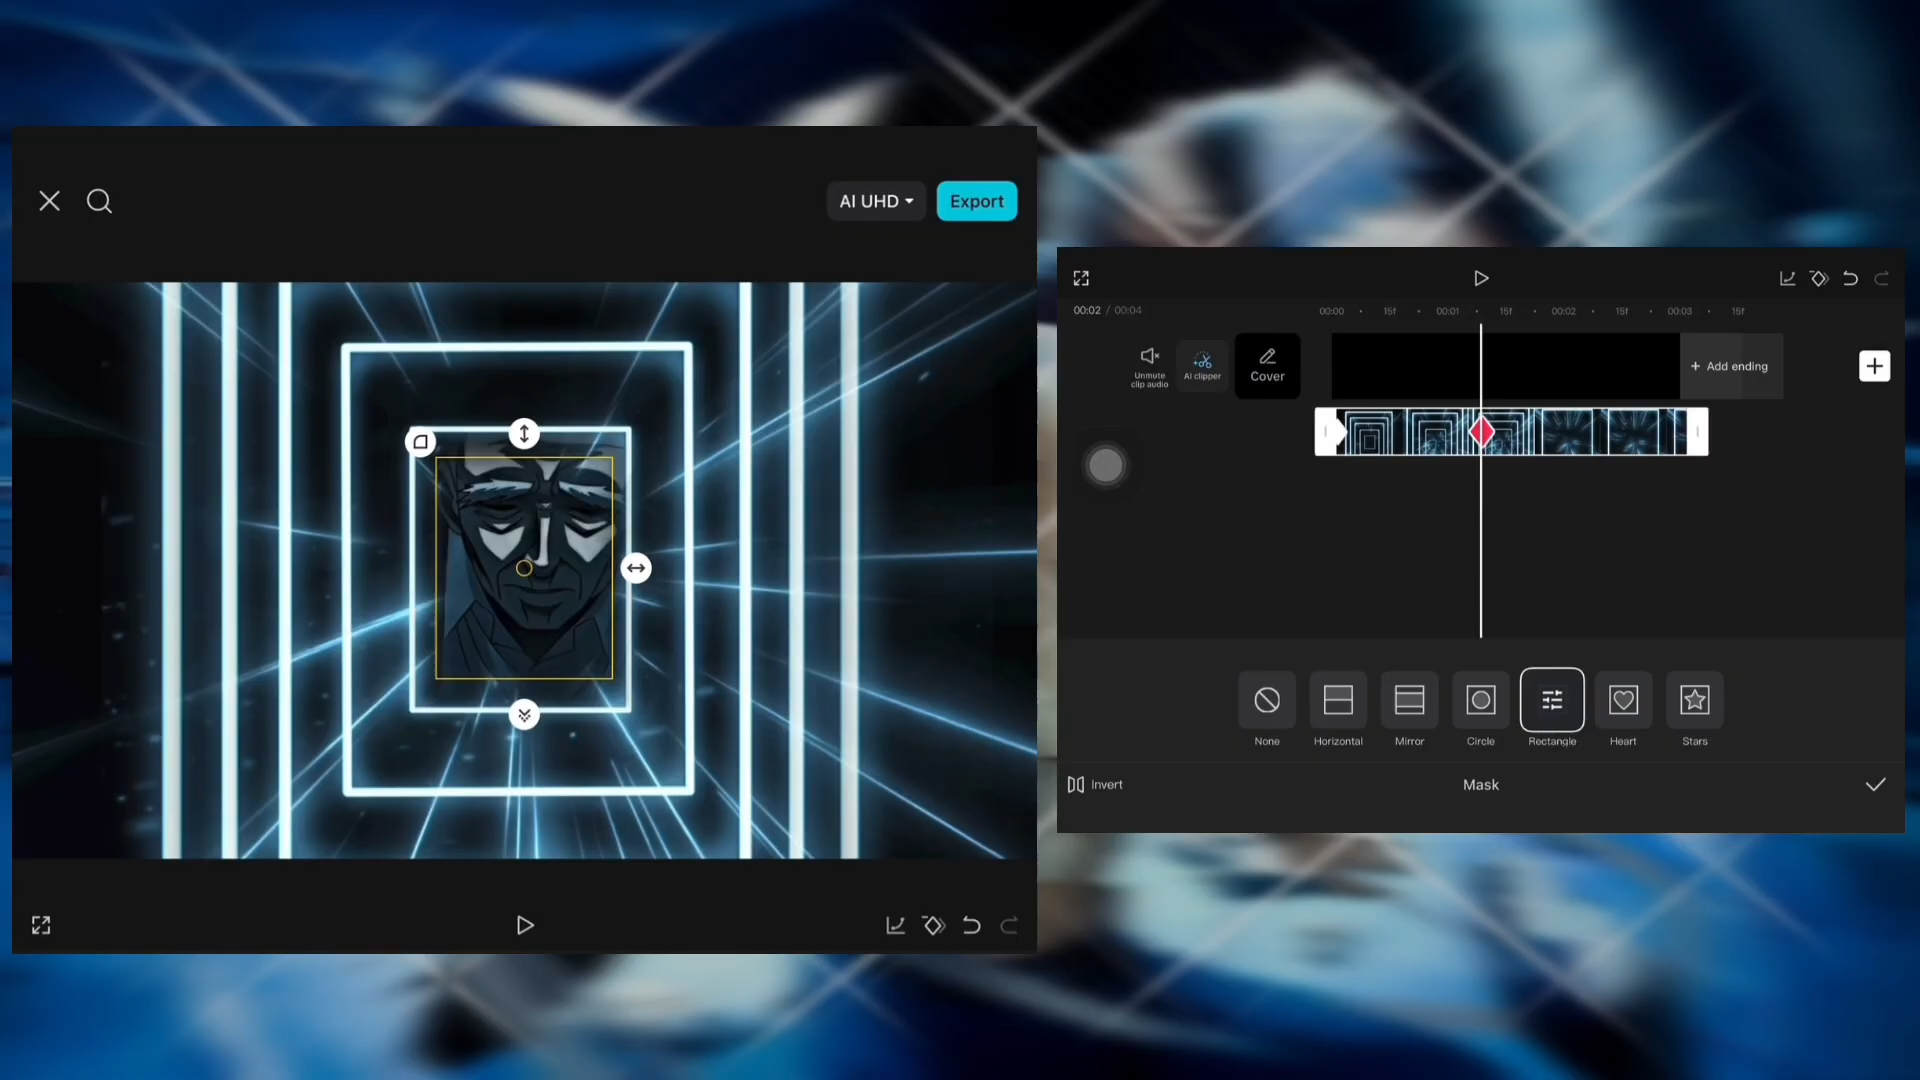 AI UHD
Export
00:02 / 00:04
00:00 15f 00:01 15f 00:02 15f 00:03 15f
Unmute
clip audio
AI clipper
Cover
+ Add ending
None
Horizontal
Mirror
Circle
Rectangle
Heart
Stars
Invert
Mask